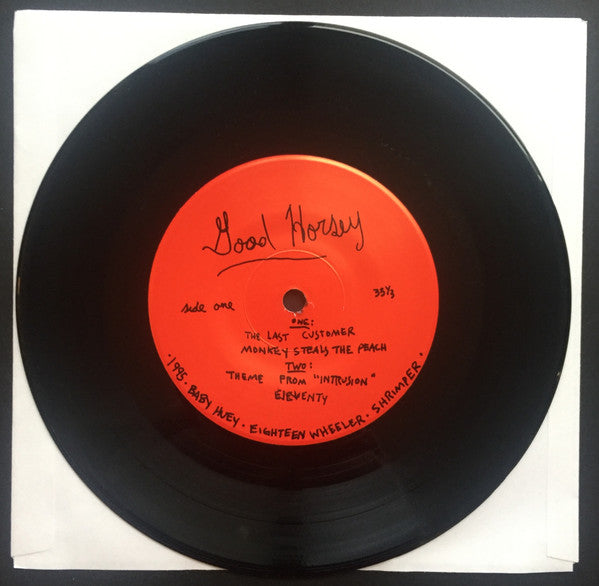 Good Horsey
side one
33⅓
ONE:
THE LAST CUSTOMER
MONKEY STEALS THE PEACH
TWO:
THEME FROM "INTRUSION"
ELEVENTY
· 1995 · BABY HUEY · EIGHTEEN WHEELER · SHRIMPER ·